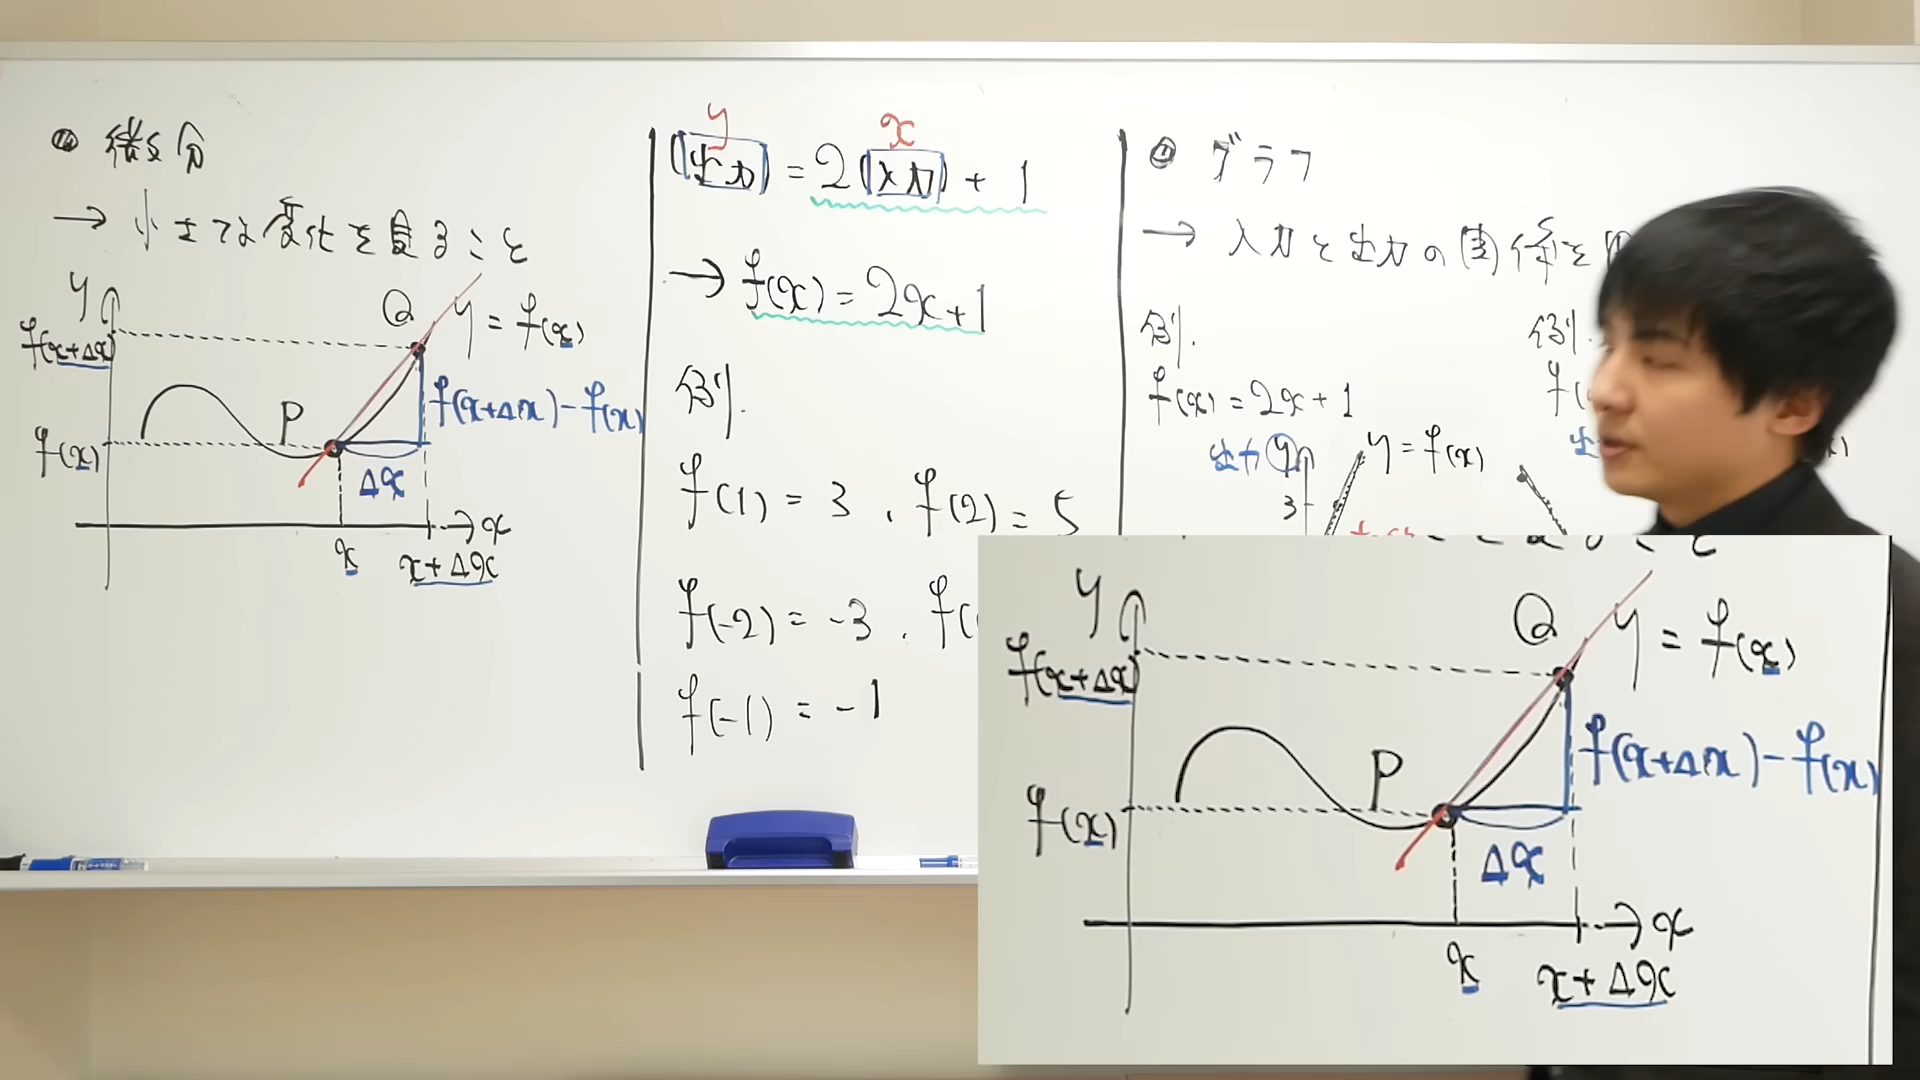 微分
→ 小さな変化を見ること
y
Q
y = f(x)
f(x+Δx)
f(x+Δx)-f(x)
P
f(x)
Δx
x
x
x+Δx
y
x
(出力) = 2(入力) + 1
→ f(x) = 2x+1
例.
f(1) = 3 , f(2) = 5
f(-2) = -3 , f(
f(-1) = -1
グラフ
→ 入力と出力の関係を
例.
例.
f(x) = 2x+1
f(
出力 y
y = f(x)
3
y
Q
y = f(x)
f(x+Δx)
f(x+Δx)-f(x)
P
f(x)
Δx
x
x
x+Δx